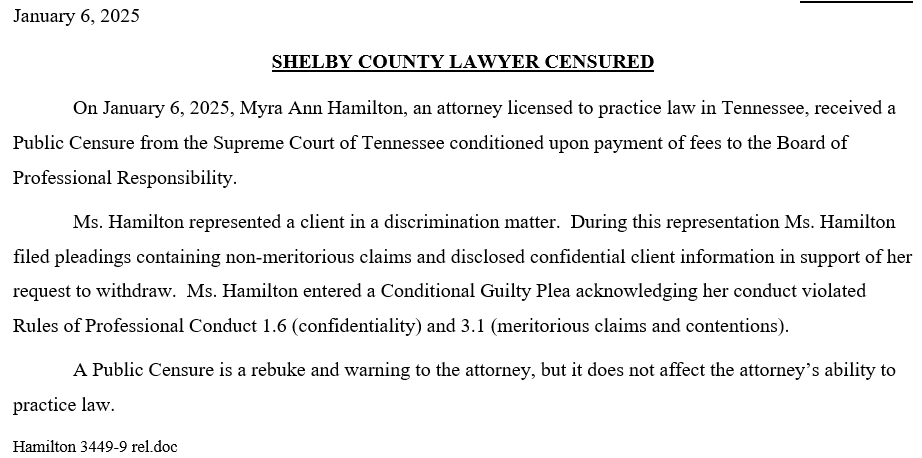 January 6, 2025
SHELBY COUNTY LAWYER CENSURED
On January 6, 2025, Myra Ann Hamilton, an attorney licensed to practice law in Tennessee, received a
Public Censure from the Supreme Court of Tennessee conditioned upon payment of fees to the Board of
Professional Responsibility.
Ms. Hamilton represented a client in a discrimination matter.  During this representation Ms. Hamilton
filed pleadings containing non-meritorious claims and disclosed confidential client information in support of her
request to withdraw.  Ms. Hamilton entered a Conditional Guilty Plea acknowledging her conduct violated
Rules of Professional Conduct 1.6 (confidentiality) and 3.1 (meritorious claims and contentions).
A Public Censure is a rebuke and warning to the attorney, but it does not affect the attorney’s ability to
practice law.
Hamilton 3449-9 rel.doc